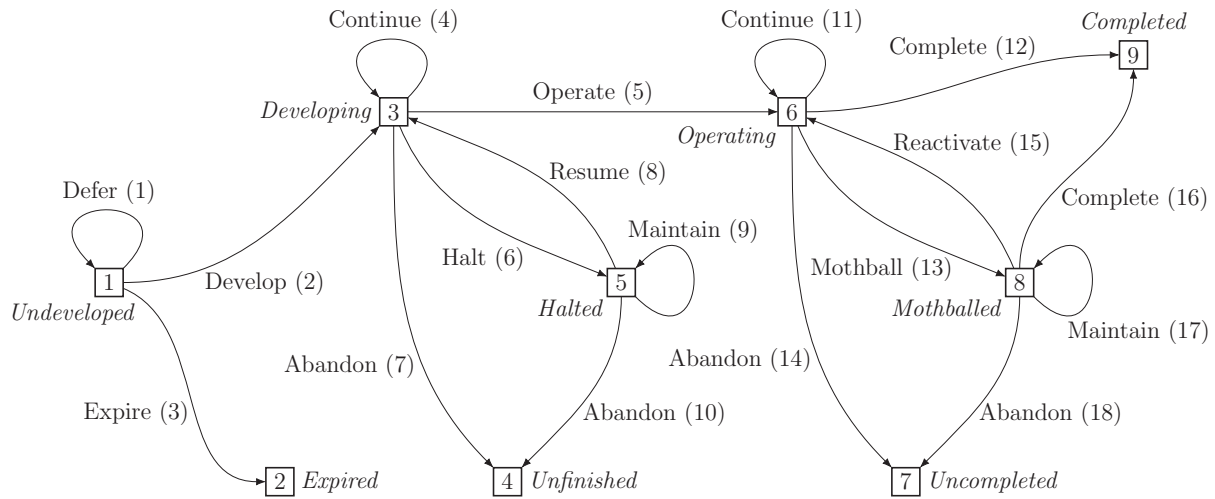 Continue (4)
Continue (11)
Completed
Complete (12)
9
Operate (5)
Developing
3
6
Operating
Reactivate (15)
Resume (8)
Defer (1)
Complete (16)
Maintain (9)
Halt (6)
Mothball (13)
1
Develop (2)
5
8
Undeveloped
Halted
Mothballed
Maintain (17)
Abandon (7)
Abandon (14)
Expire (3)
Abandon (10)
Abandon (18)
2
Expired
4
Unfinished
7
Uncompleted